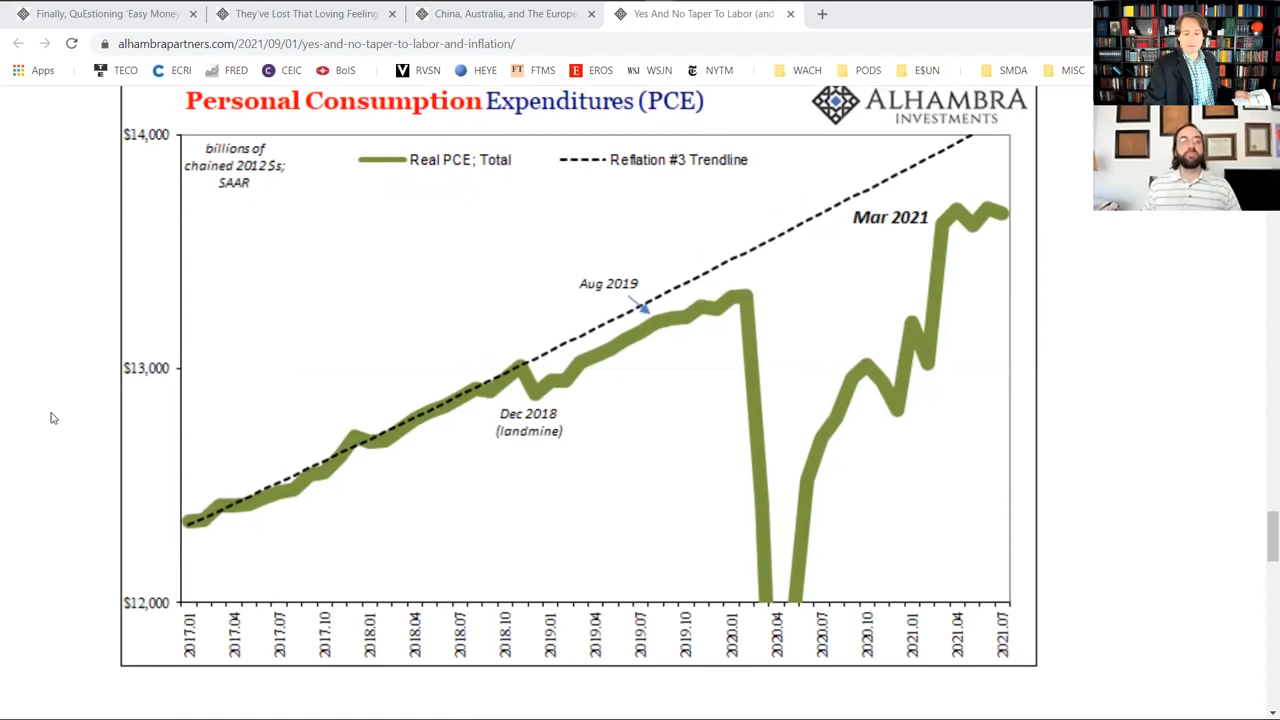 Finally, QuEstioning 'Easy Money
They've Lost That Loving Feeling
China, Australia, and The Europe
Yes And No Taper To Labor (and
alhambrapartners.com/2021/09/01/yes-and-no-taper-to-labor-and-inflation/
Apps TECO ECRI FRED CEIC BoIS RVSN HEYE FTMS EROS WSJN NYTM WACH PODS E$UN SMDA MISC
Personal Consumption Expenditures (PCE)
ALHAMBRA
INVESTMENTS
$14,000
billions of
chained 2012 $s;
SAAR
Real PCE; Total
Reflation #3 Trendline
Mar 2021
Aug 2019
$13,000
Dec 2018
(landmine)
$12,000
2017.01 2017.04 2017.07 2017.10 2018.01 2018.04 2018.07 2018.10 2019.01 2019.04 2019.07 2019.10 2020.01 2020.04 2020.07 2020.10 2021.01 2021.04 2021.07